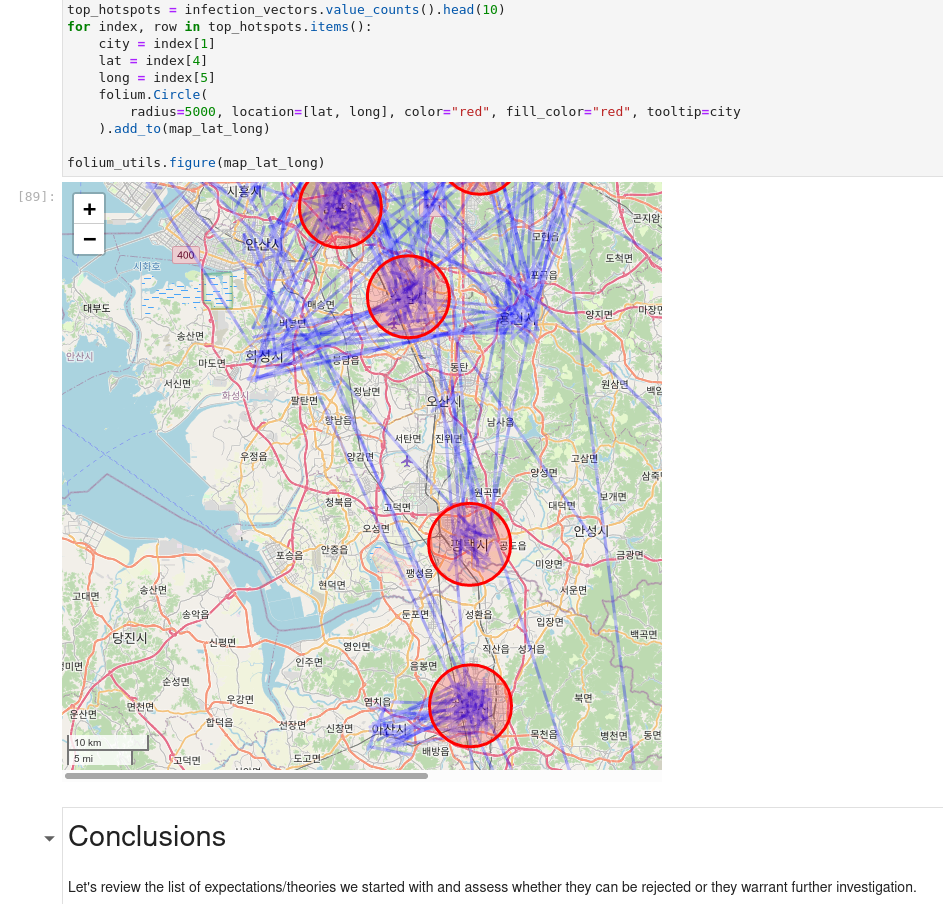 top_hotspots = infection_vectors.value_counts().head(10)
for index, row in top_hotspots.items():
    city = index[1]
    lat = index[4]
    long = index[5]
    folium.Circle(
        radius=5000, location=[lat, long], color="red", fill_color="red", tooltip=city
    ).add_to(map_lat_long)
folium_utils.figure(map_lat_long)
[89]:
+
−
시흥시
곤지암
안산시
모현읍
400
도척면
시화호
포곡읍
대부도
매송면
양지면
마장면
비봉면
용인시
송산면
안산시
화성시
마도면
봉담읍
동탄
서신면
원삼면
화성시
정남면
백암
팔탄면
오산시
향남읍
남사읍
서탄면
진위면
우정읍
양감면
고삼면
양성면
삼죽
원곡면
보개면
청북읍
고덕면
대덕면
오성면
안성시
평택시
공도읍
포승읍
안중읍
금광면
미양면
팽성읍
현덕면
서운면
고대면
송산면
송악읍
둔포면
성환읍
입장면
당진시
신평면
백곡면
영인면
직산읍
성거읍
인주면
음봉면
순성면
우강면
염치읍
북면
면천면
운산면
합덕읍
선장면
신창면
아산시
목천읍
병천면
동면
배방읍
도고면
고덕면
10 km
5 mi
Conclusions
Let's review the list of expectations/theories we started with and assess whether they can be rejected or they warrant further investigation.